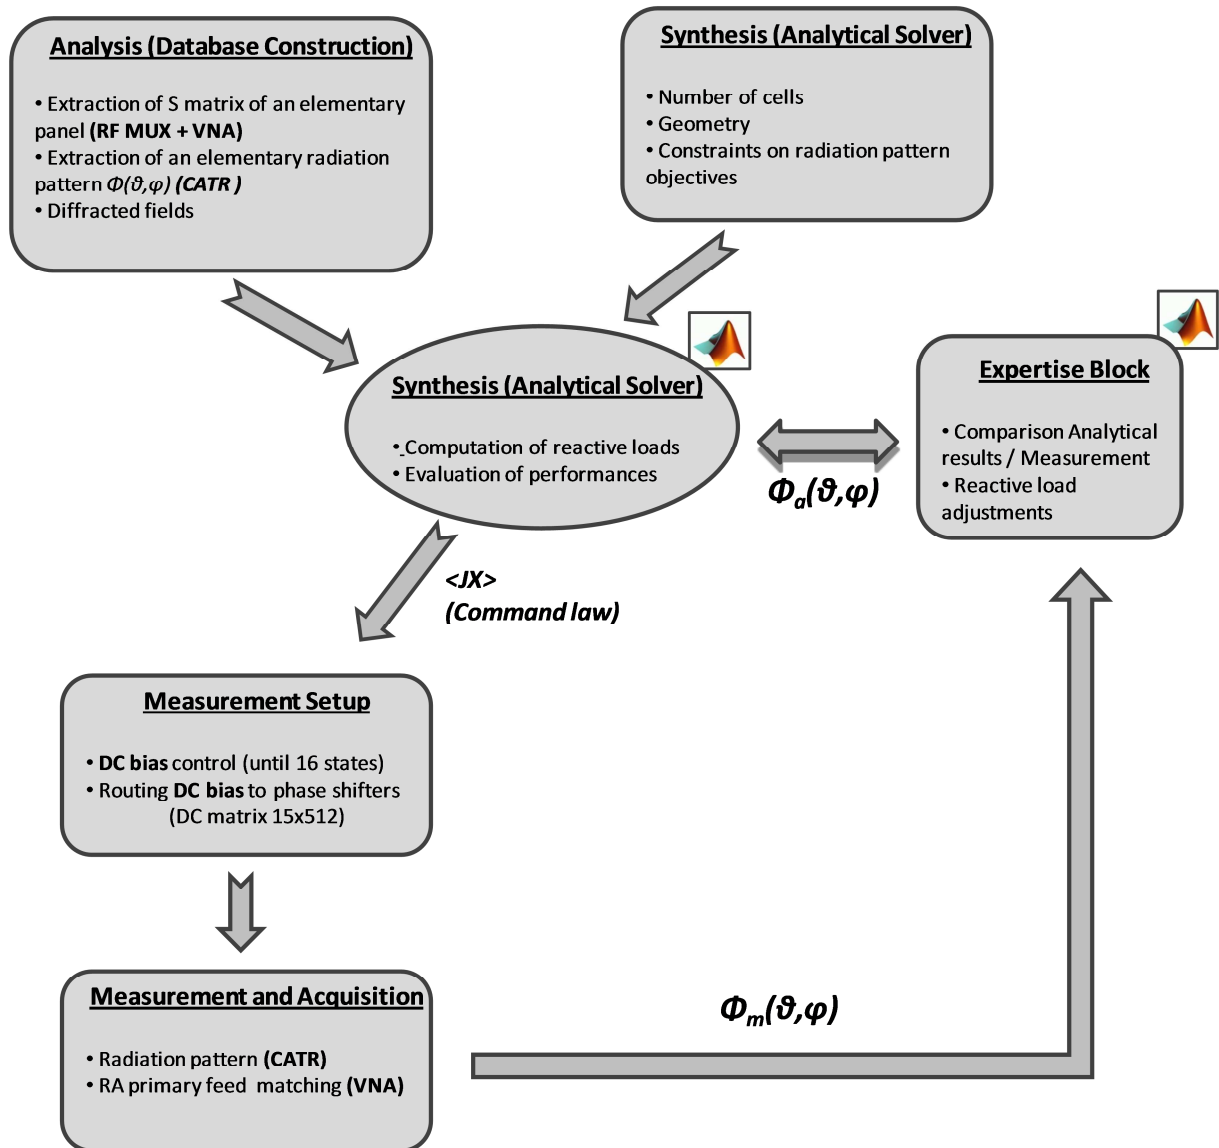 Analysis (Database Construction)
• Extraction of S matrix of an elementary
panel (RF MUX + VNA)
• Extraction of an elementary radiation
pattern Φ(ϑ,φ) (CATR )
• Diffracted fields
Synthesis (Analytical Solver)
• Number of cells
• Geometry
• Constraints on radiation pattern
objectives
Synthesis (Analytical Solver)
• Computation of reactive loads
• Evaluation of performances
Φa(ϑ,φ)
Expertise Block
• Comparison Analytical
results / Measurement
• Reactive load
adjustments
<JX>
(Command law)
Measurement Setup
• DC bias control (until 16 states)
• Routing DC bias to phase shifters
(DC matrix 15x512)
Measurement and Acquisition
• Radiation pattern (CATR)
• RA primary feed matching (VNA)
Φm(ϑ,φ)